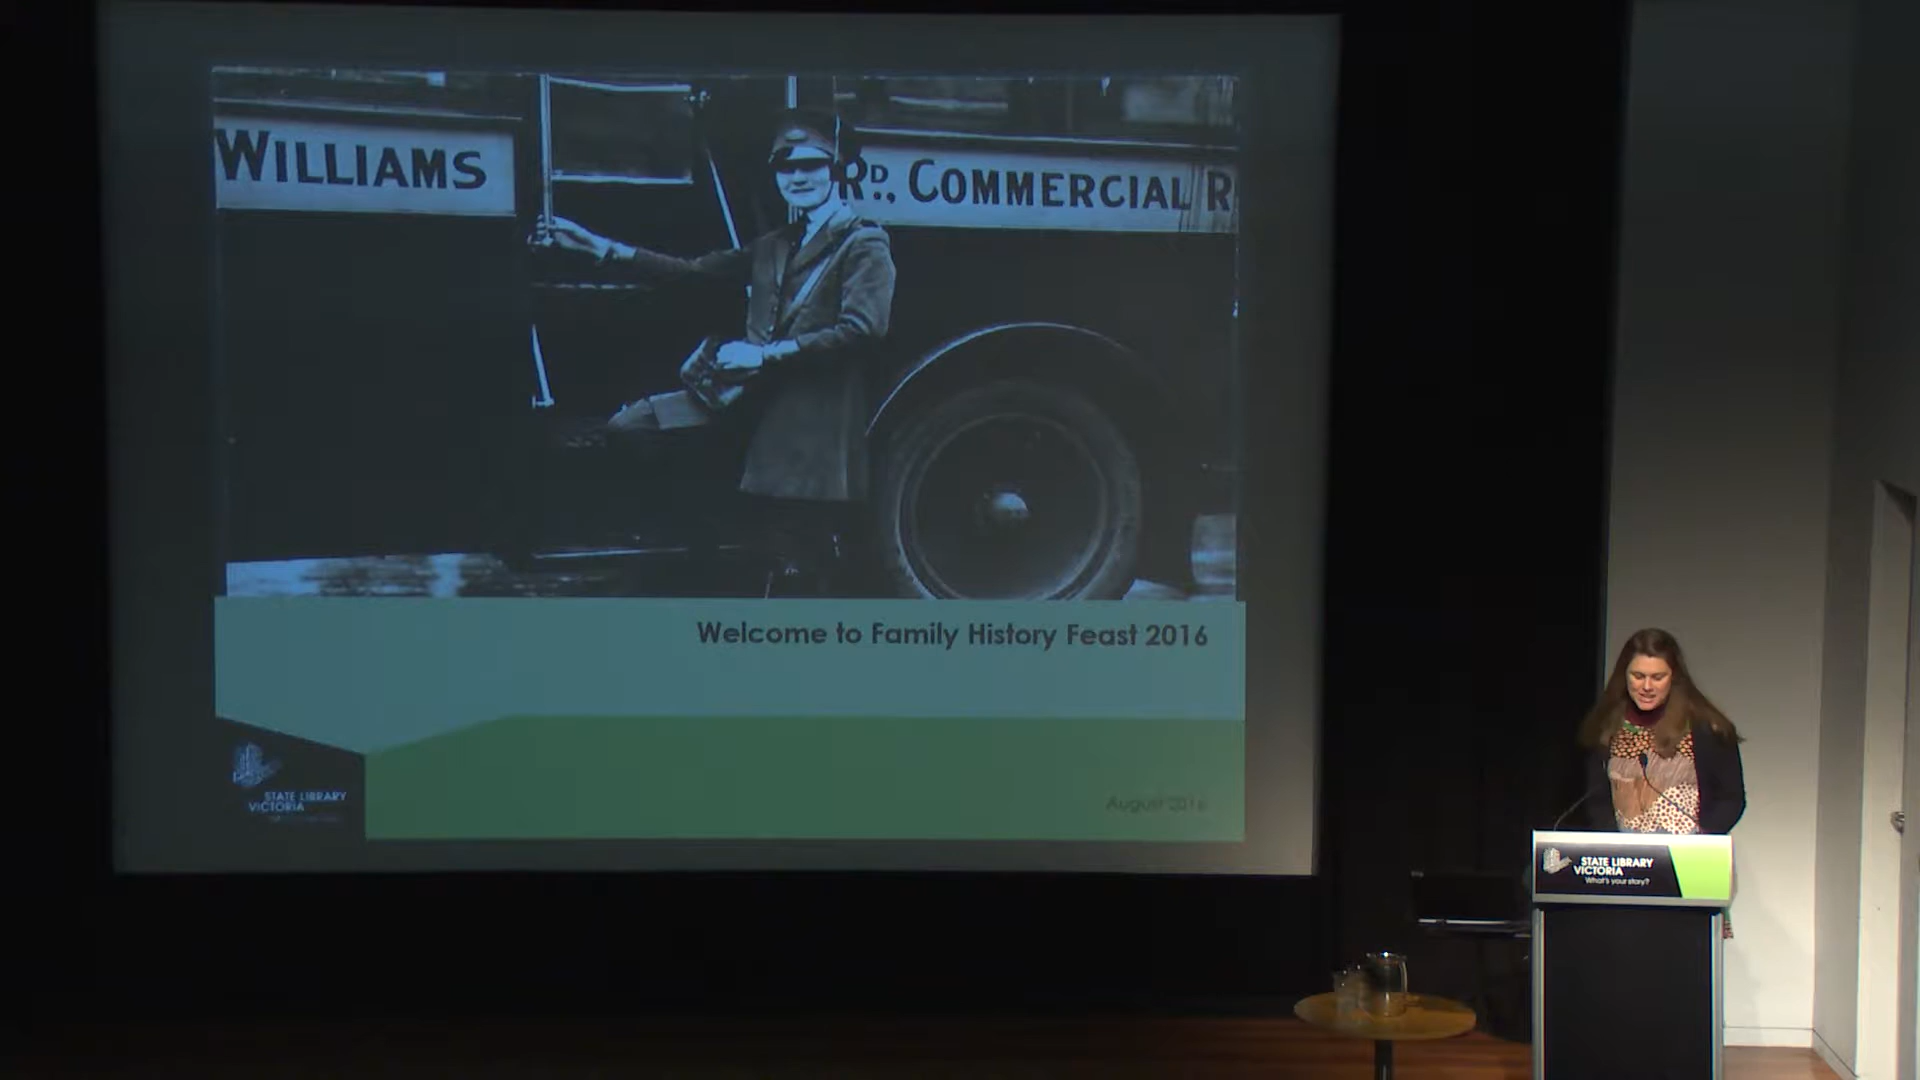 WILLIAMS
RD., COMMERCIAL R
Welcome to Family History Feast 2016
STATE LIBRARY
VICTORIA
August 2016
STATE LIBRARY
VICTORIA
What's your story?